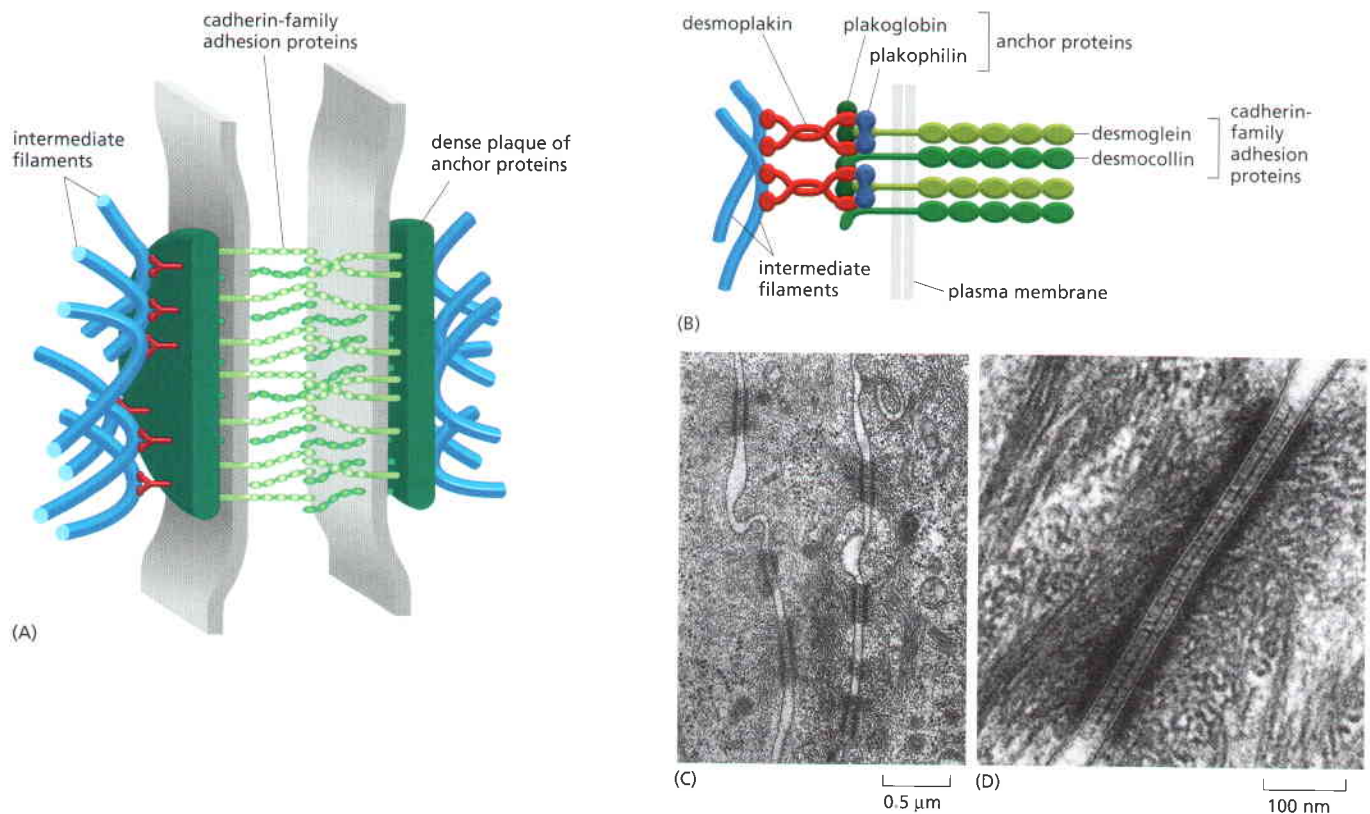 cadherin-family
adhesion proteins
intermediate
filaments
dense plaque of
anchor proteins
(A)
desmoplakin
plakoglobin
plakophilin
anchor proteins
desmoglein
desmocollin
cadherin-
family
adhesion
proteins
intermediate
filaments
plasma membrane
(B)
(C)
0.5 μm
(D)
100 nm